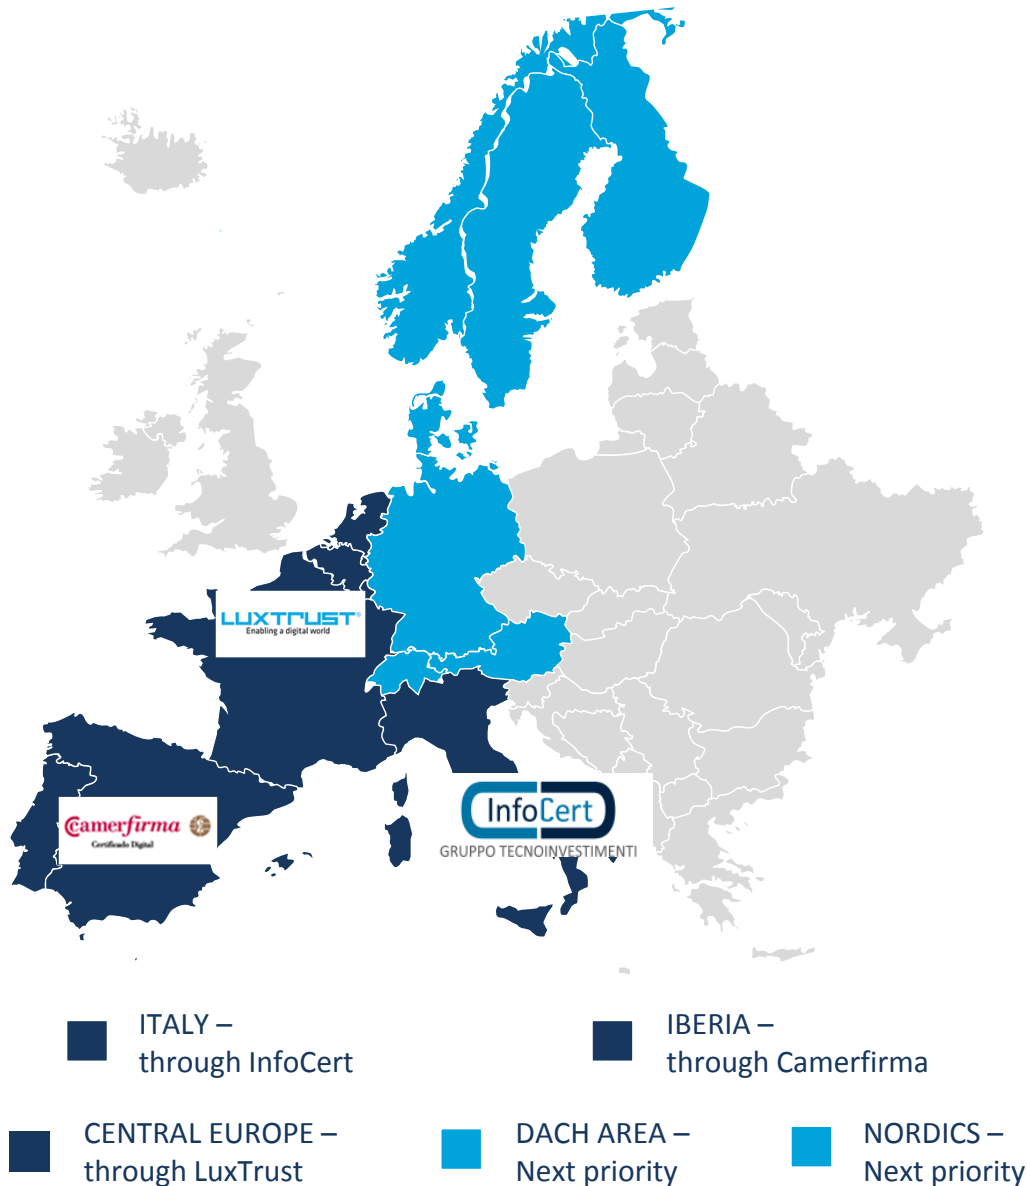 LUXTRUST®
Enabling a digital world
Camerfirma
Certificado Digital
InfoCert
GRUPPO TECNOINVESTIMENTI
ITALY –
through InfoCert
IBERIA –
through Camerfirma
CENTRAL EUROPE –
through LuxTrust
DACH AREA –
Next priority
NORDICS –
Next priority